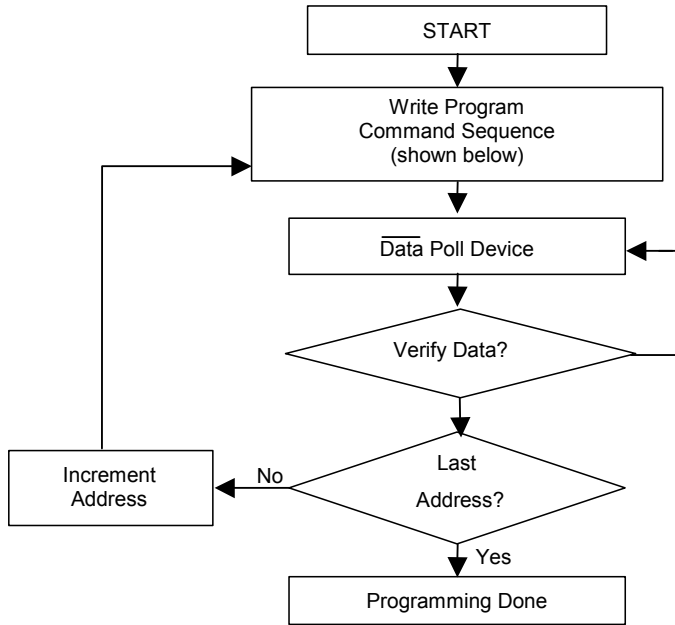 START
Write Program
Command Sequence
(shown below)
D̅a̅t̅a̅ Poll Device
Verify Data?
Last
Address?
No
Increment
Address
Yes
Programming Done